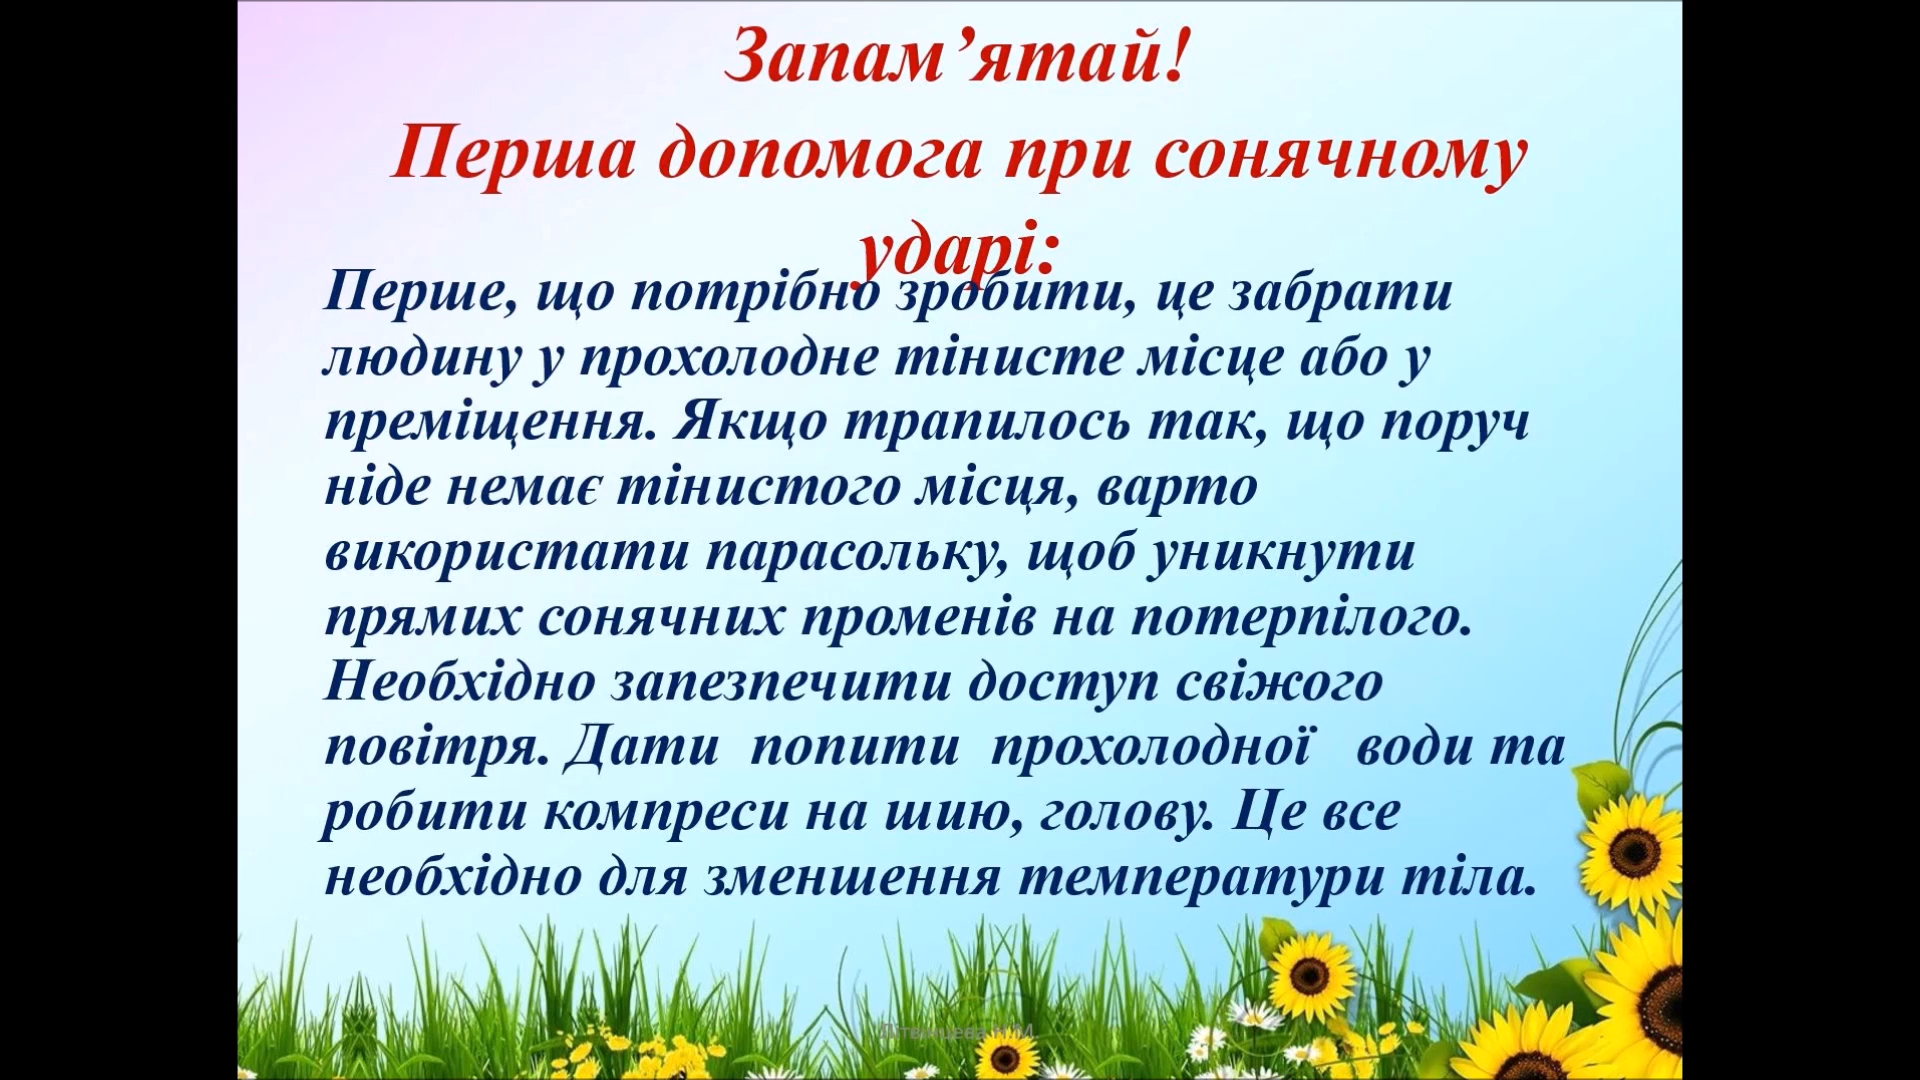 Запам’ятай!
Перша допомога при сонячному
ударі:
Перше, що потрібно зробити, це забрати
людину у прохолодне тінисте місце або у
преміщення. Якщо трапилось так, що поруч
ніде немає тінистого місця, варто
використати парасольку, щоб уникнути
прямих сонячних променів на потерпілого.
Необхідно запезпечити доступ свіжого
повітря. Дати попити прохолодної води та
робити компреси на шию, голову. Це все
необхідно для зменшення температури тіла.